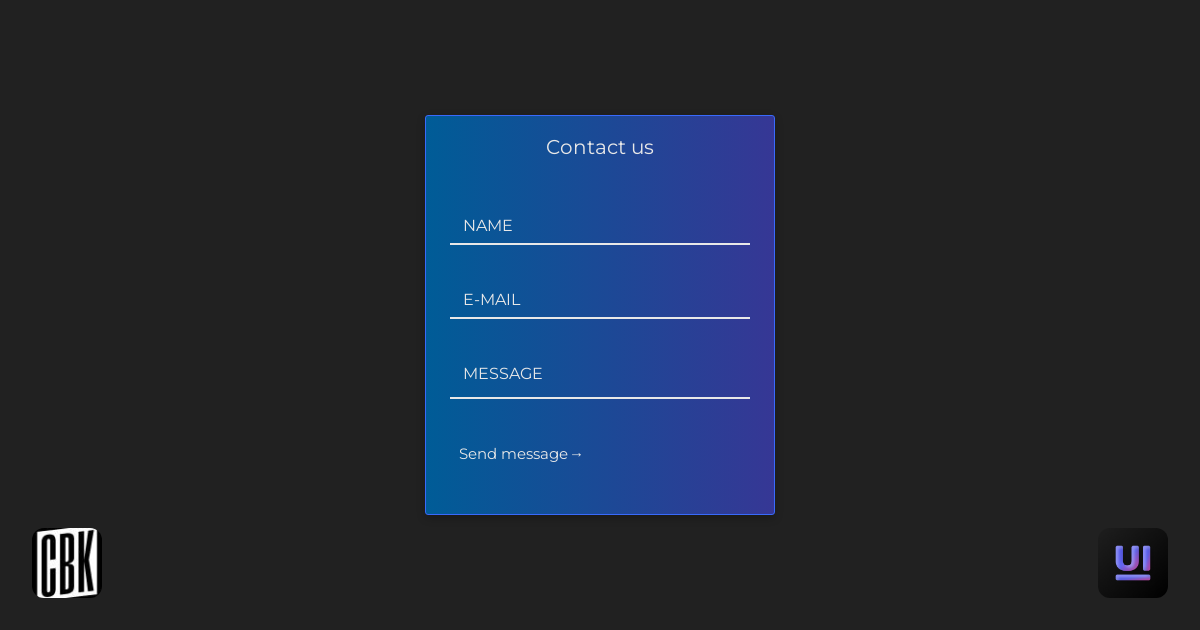 Contact us
NAME
E-MAIL
MESSAGE
Send message→
CBK
UI